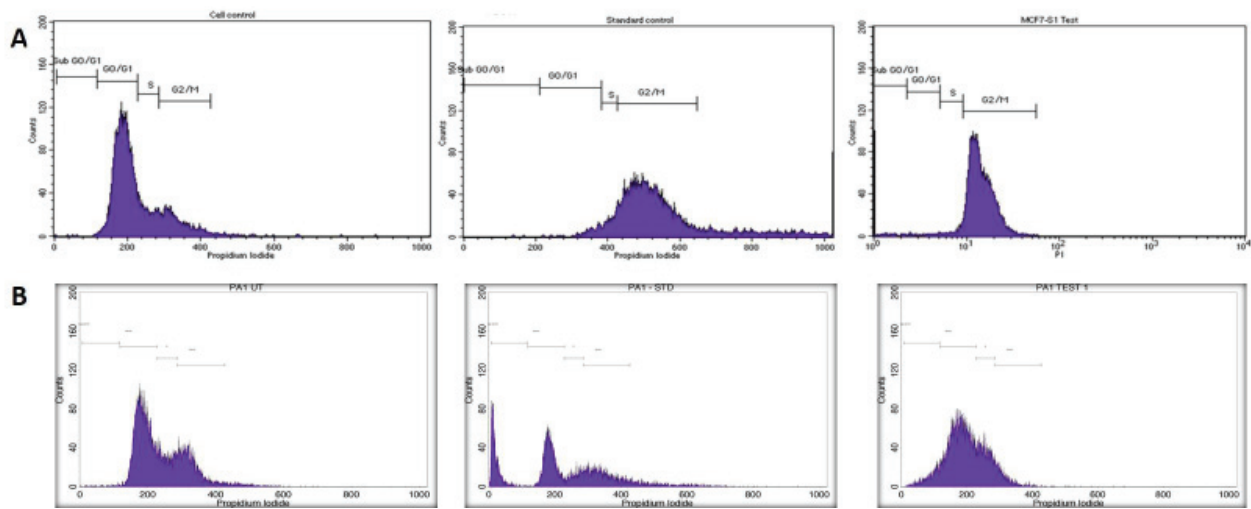 A
Cell control
Counts
200
160
120
80
40
0
Sub G0/G1
G0/G1
S
G2/M
0 200 400 600 800 1000
Propidium Iodide
Standard control
Counts
200
160
120
80
40
0
Sub G0/G1
G0/G1
S
G2/M
0 200 400 600 800 1000
Propidium Iodide
MCF7-S1 Test
Counts
200
160
120
80
40
0
Sub G0/G1
G0/G1
S
G2/M
10^0 10^1 10^2 10^3 10^4
P1
B
PA1 UT
Counts
200
160
120
80
40
0
0 200 400 600 800 1000
Propidium Iodide
PA1 - STD
Counts
200
160
120
80
40
0
0 200 400 600 800 1000
Propidium Iodide
PA1 TEST 1
Counts
200
160
120
80
40
0
0 200 400 600 800 1000
Propidium Iodide